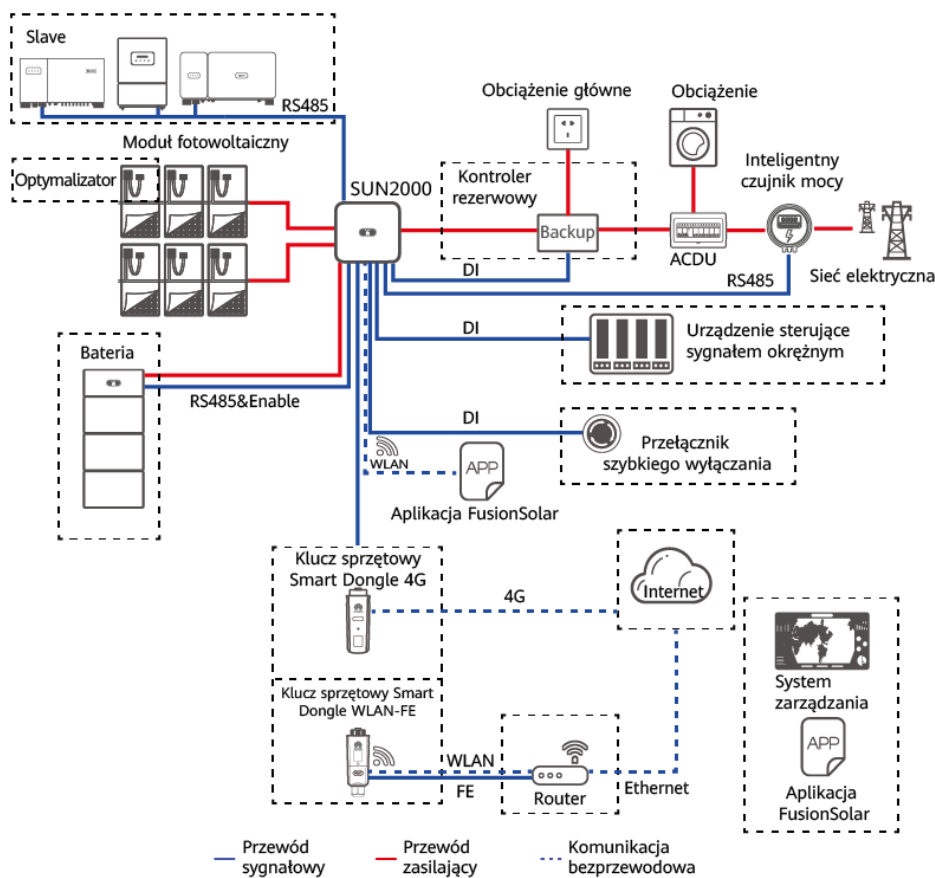 Slave
RS485
Moduł fotowoltaiczny
Optymalizator
SUN2000
Obciążenie główne
Obciążenie
Kontroler
rezerwowy
Inteligentny
czujnik mocy
Backup
ACDU
DI
RS485
Sieć elektryczna
DI
Urządzenie sterujące
sygnałem okrężnym
Bateria
RS485&Enable
DI
Przełącznik
szybkiego wyłączania
WLAN
APP
Aplikacja FusionSolar
Klucz sprzętowy
Smart Dongle 4G
4G
Internet
System
zarządzania
Klucz sprzętowy Smart
Dongle WLAN-FE
WLAN
FE
Router
Ethernet
APP
Aplikacja
FusionSolar
Przewód
sygnałowy
Przewód
zasilający
Komunikacja
bezprzewodowa